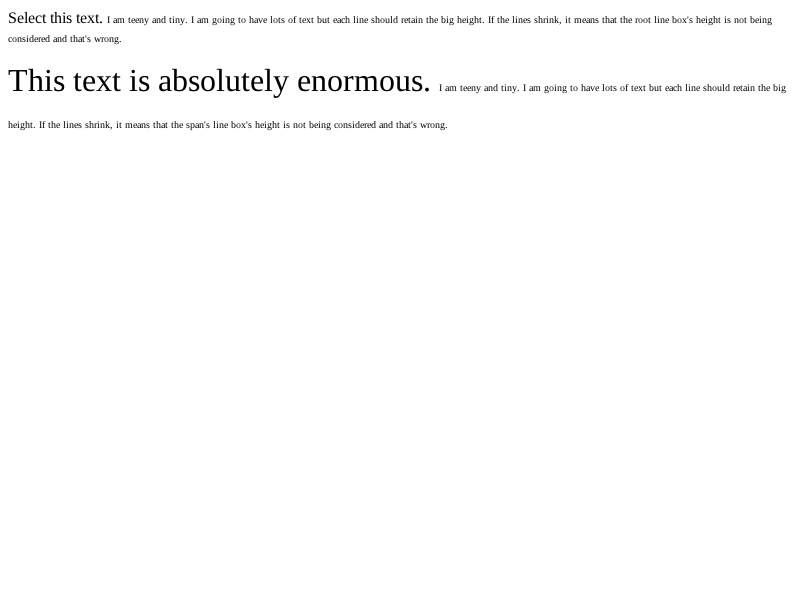 Select this text. I am teeny and tiny. I am going to have lots of text but each line should retain the big height. If the lines shrink, it means that the root line box's height is not being
considered and that's wrong.
This text is absolutely enormous. I am teeny and tiny. I am going to have lots of text but each line should retain the big
height. If the lines shrink, it means that the span's line box's height is not being considered and that's wrong.